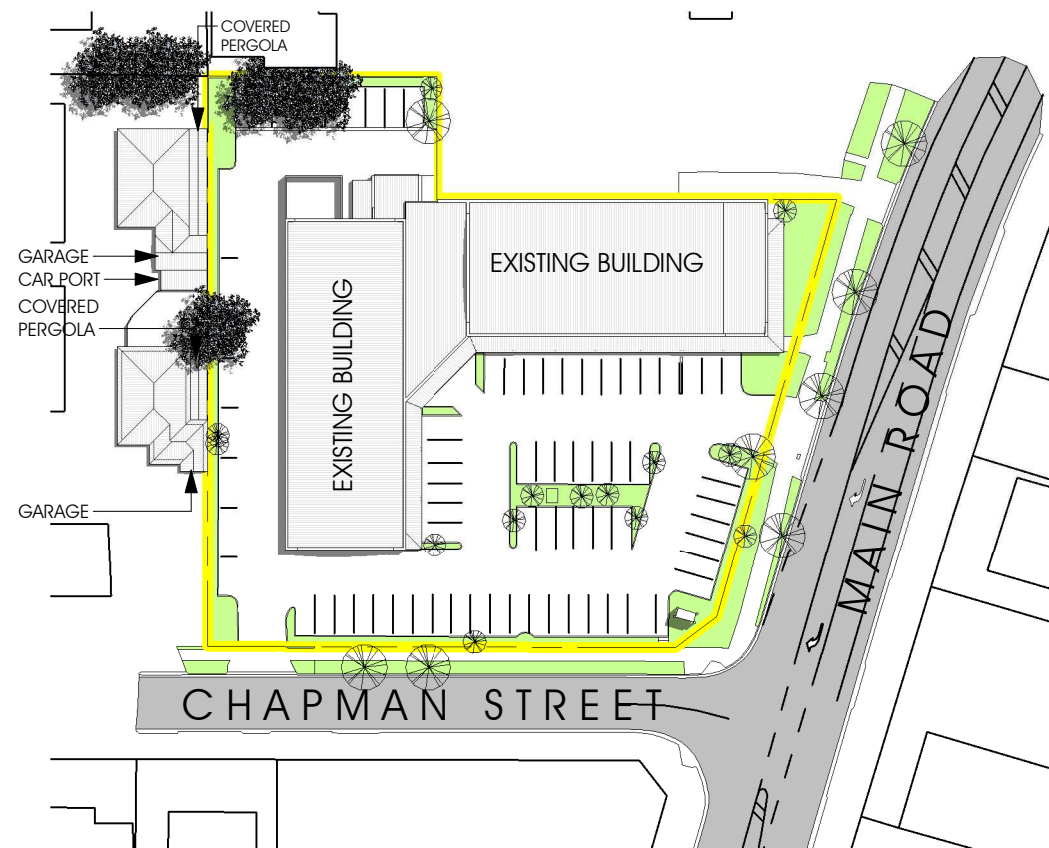 COVERED
PERGOLA
EXISTING BUILDING
GARAGE
CAR PORT
COVERED
PERGOLA
EXISTING BUILDING
MAIN ROAD
GARAGE
CHAPMAN STREET